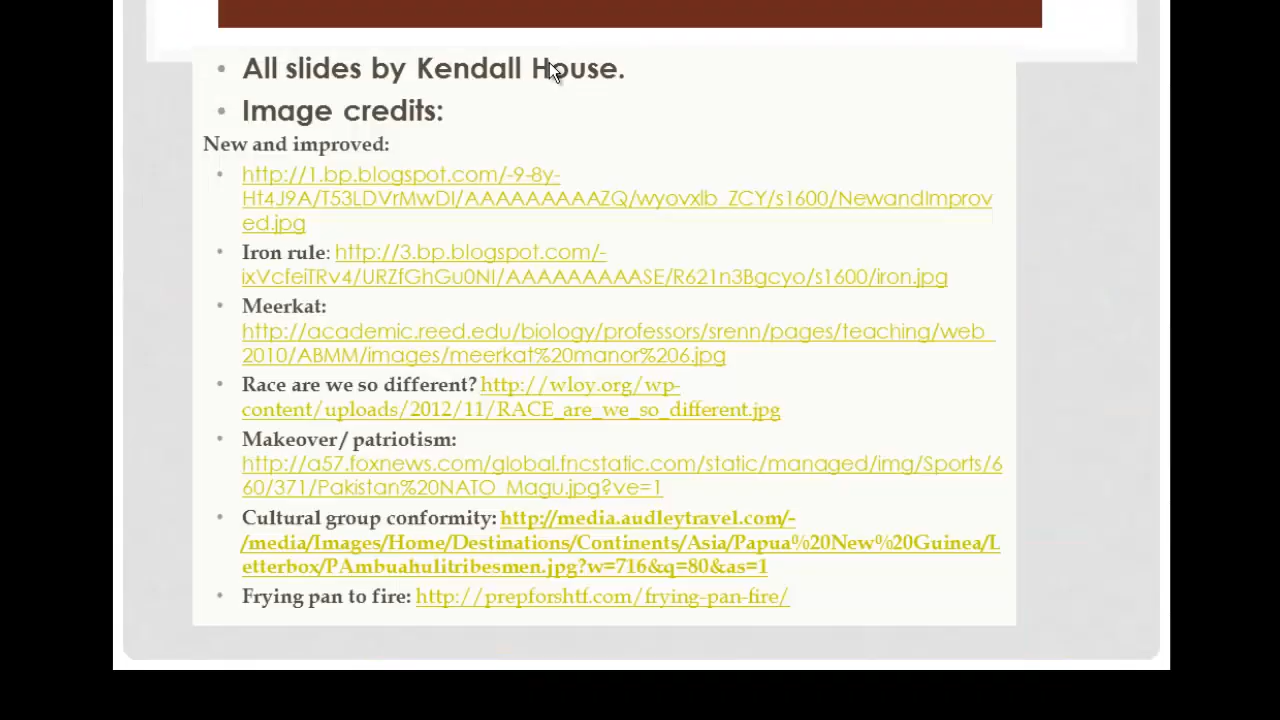 All slides by Kendall House.
Image credits:
New and improved:
http://1.bp.blogspot.com/-9-8y-
Ht4J9A/T53LDVrMwDI/AAAAAAAAAZQ/wyovxlb_ZCY/s1600/NewandImprov
ed.jpg
Iron rule: http://3.bp.blogspot.com/-
ixVcfeiTRv4/URZfGhGu0NI/AAAAAAAAASE/R621n3Bgcyo/s1600/iron.jpg
Meerkat:
http://academic.reed.edu/biology/professors/srenn/pages/teaching/web_
2010/ABMM/images/meerkat%20manor%206.jpg
Race are we so different? http://wloy.org/wp-
content/uploads/2012/11/RACE_are_we_so_different.jpg
Makeover/ patriotism:
http://a57.foxnews.com/global.fncstatic.com/static/managed/img/Sports/6
60/371/Pakistan%20NATO_Magu.jpg?ve=1
Cultural group conformity: http://media.audleytravel.com/-
/media/Images/Home/Destinations/Continents/Asia/Papua%20New%20Guinea/L
etterbox/PAmbuahulitribesmen.jpg?w=716&q=80&as=1
Frying pan to fire: http://prepforshtf.com/frying-pan-fire/